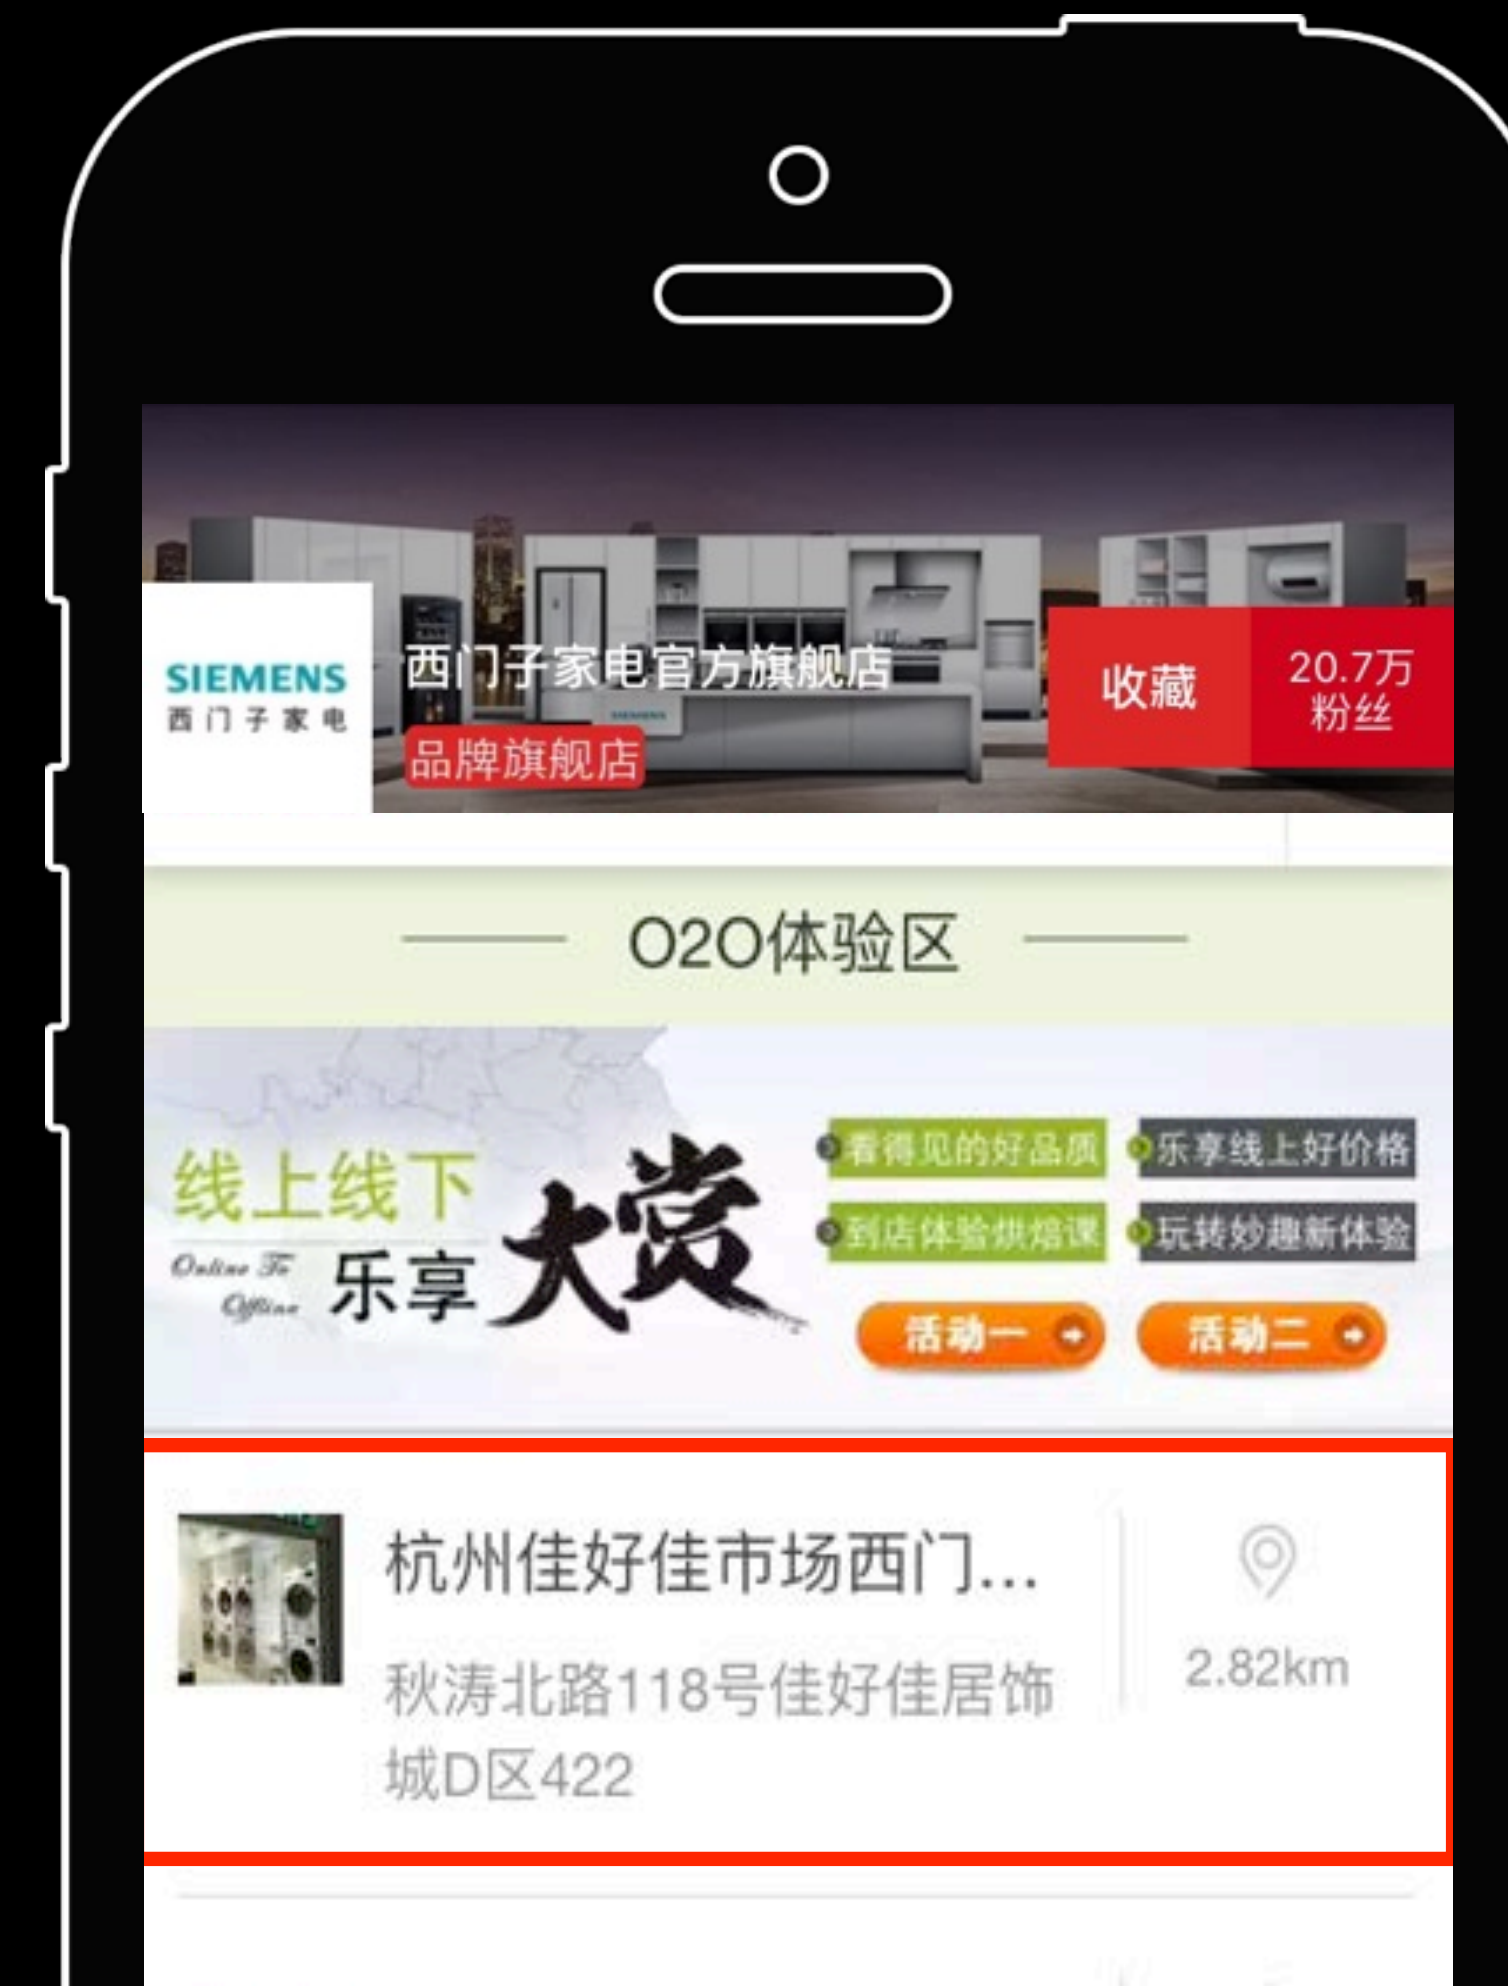 SIEMENS
西门子家电
西门子家电官方旗舰店
品牌旗舰店
收藏
20.7万
粉丝
SIEMENS
O2O体验区
线上线下
Online To
Offline
乐享
大赏
看得见的好品质
乐享线上好价格
到店体验烘焙课
玩转妙趣新体验
活动一
活动二
杭州佳好佳市场西门...
秋涛北路118号佳好佳居饰
城D区422
2.82km